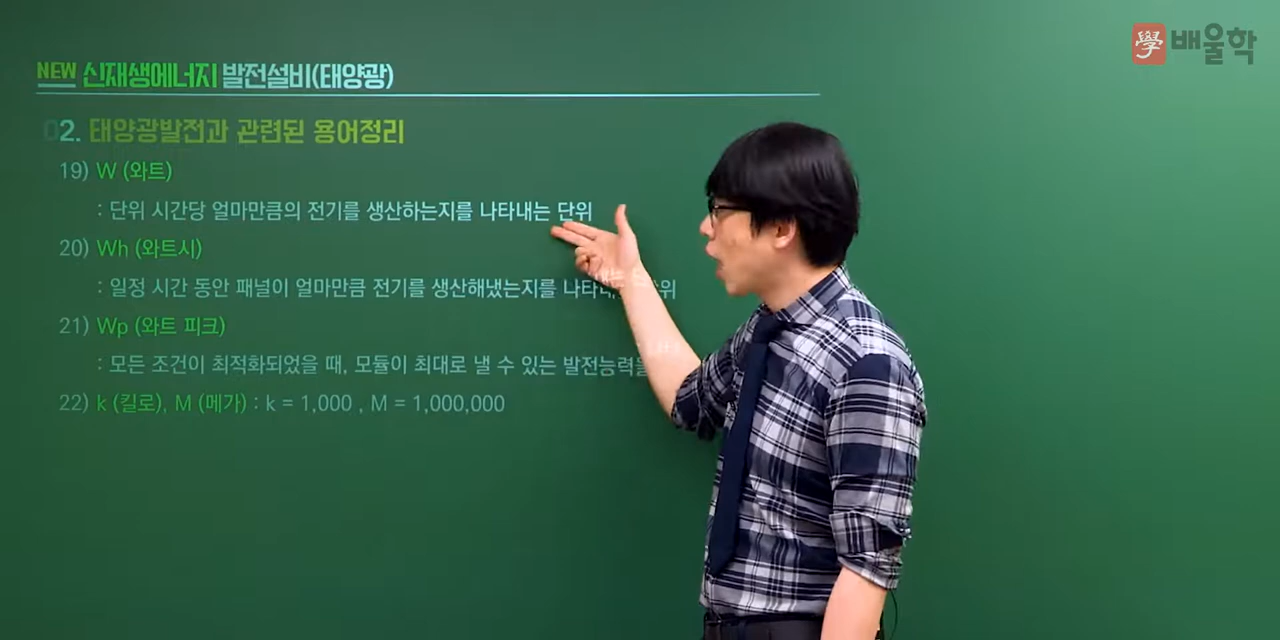 學 배울학
NEW 신재생에너지 발전설비(태양광)
02. 태양광발전과 관련된 용어정리
19) W (와트)
: 단위 시간당 얼마만큼의 전기를 생산하는지를 나타내는 단위
20) Wh (와트시)
: 일정 시간 동안 패널이 얼마만큼 전기를 생산해냈는지를
21) Wp (와트 피크)
: 모든 조건이 최적화되었을 때, 모듈이 최대로 낼 수 있는 발전능력을
22) k (킬로), M (메가) : k = 1,000 , M = 1,000,000